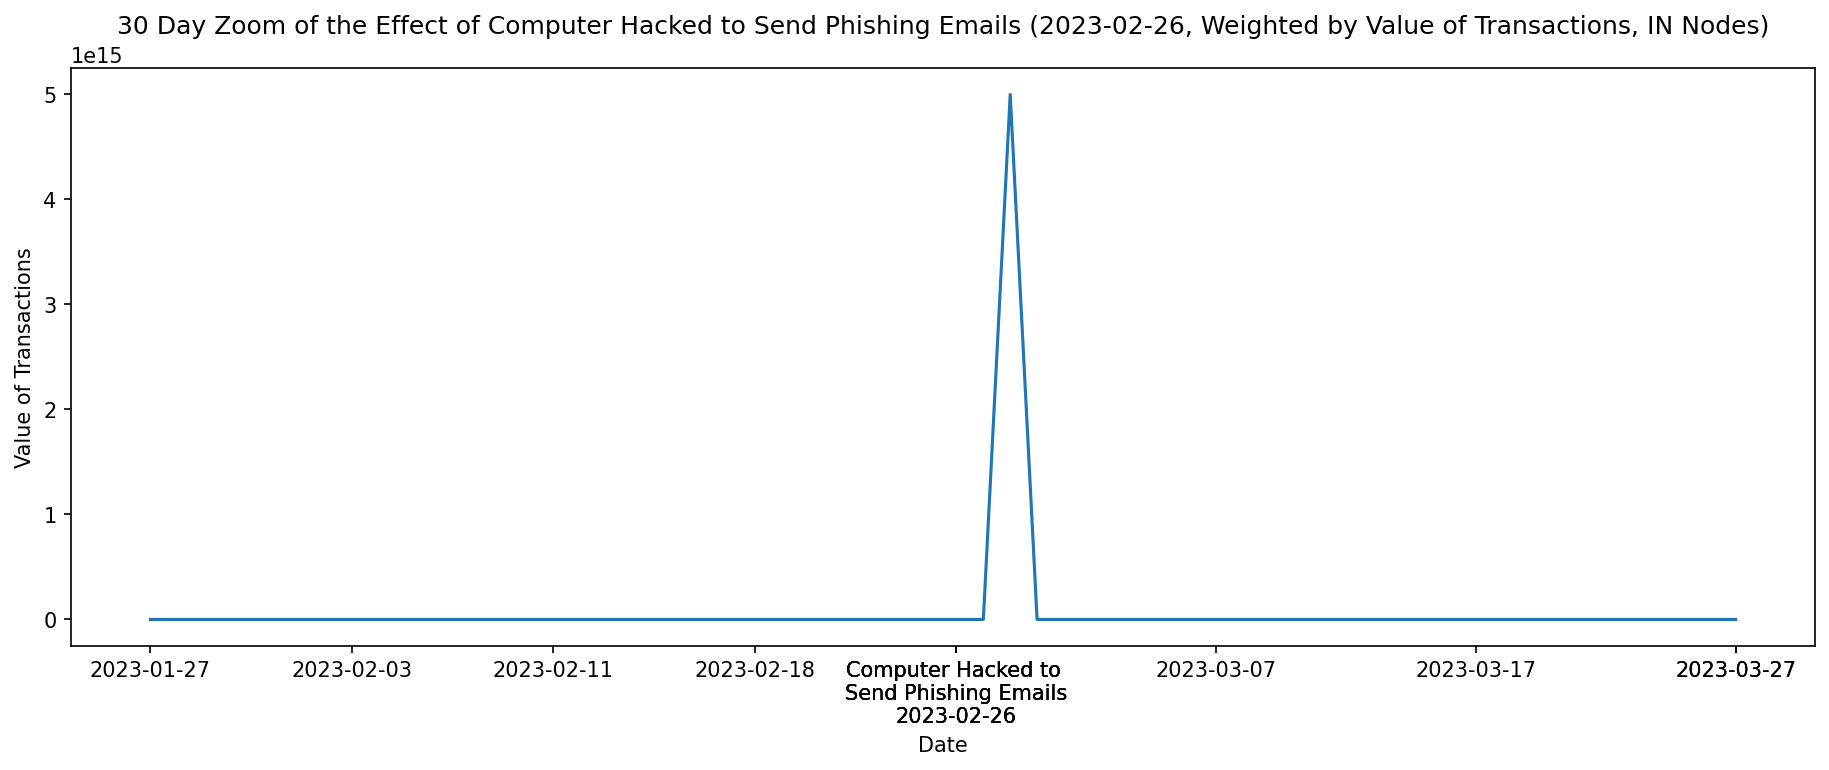 30 Day Zoom of the Effect of Computer Hacked to Send Phishing Emails (2023-02-26, Weighted by Value of Transactions, IN Nodes)
1e15
5
4
3
2
1
0
Value of Transactions
2023-01-27 2023-02-03 2023-02-11 2023-02-18 Computer Hacked to 2023-03-07 2023-03-17 2023-03-27
Send Phishing Emails
2023-02-26
Date